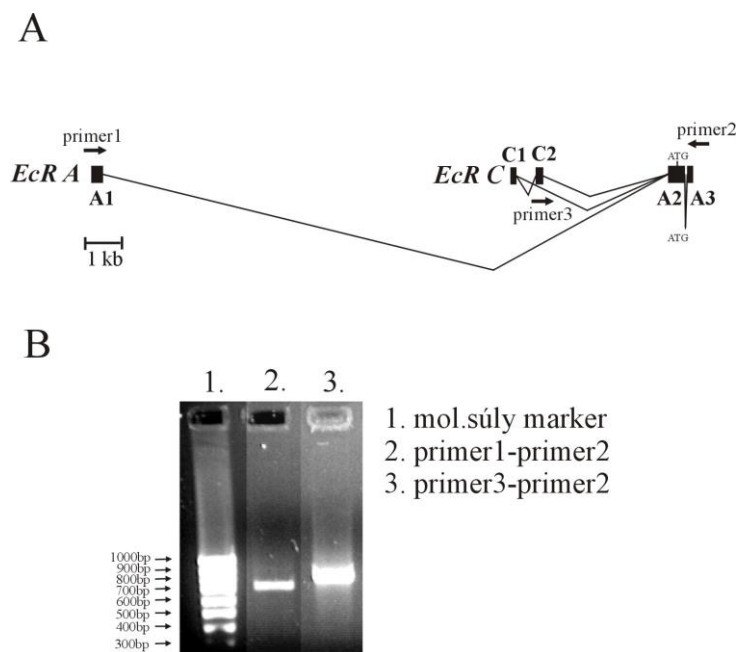 A
primer1
primer2
EcR A
A1
EcR C
C1
C2
primer3
ATG
A2
A3
ATG
1 kb
B
1.
2.
3.
1. mol.súly marker
2. primer1-primer2
3. primer3-primer2
1000bp
900bp
800bp
700bp
600bp
500bp
400bp
300bp